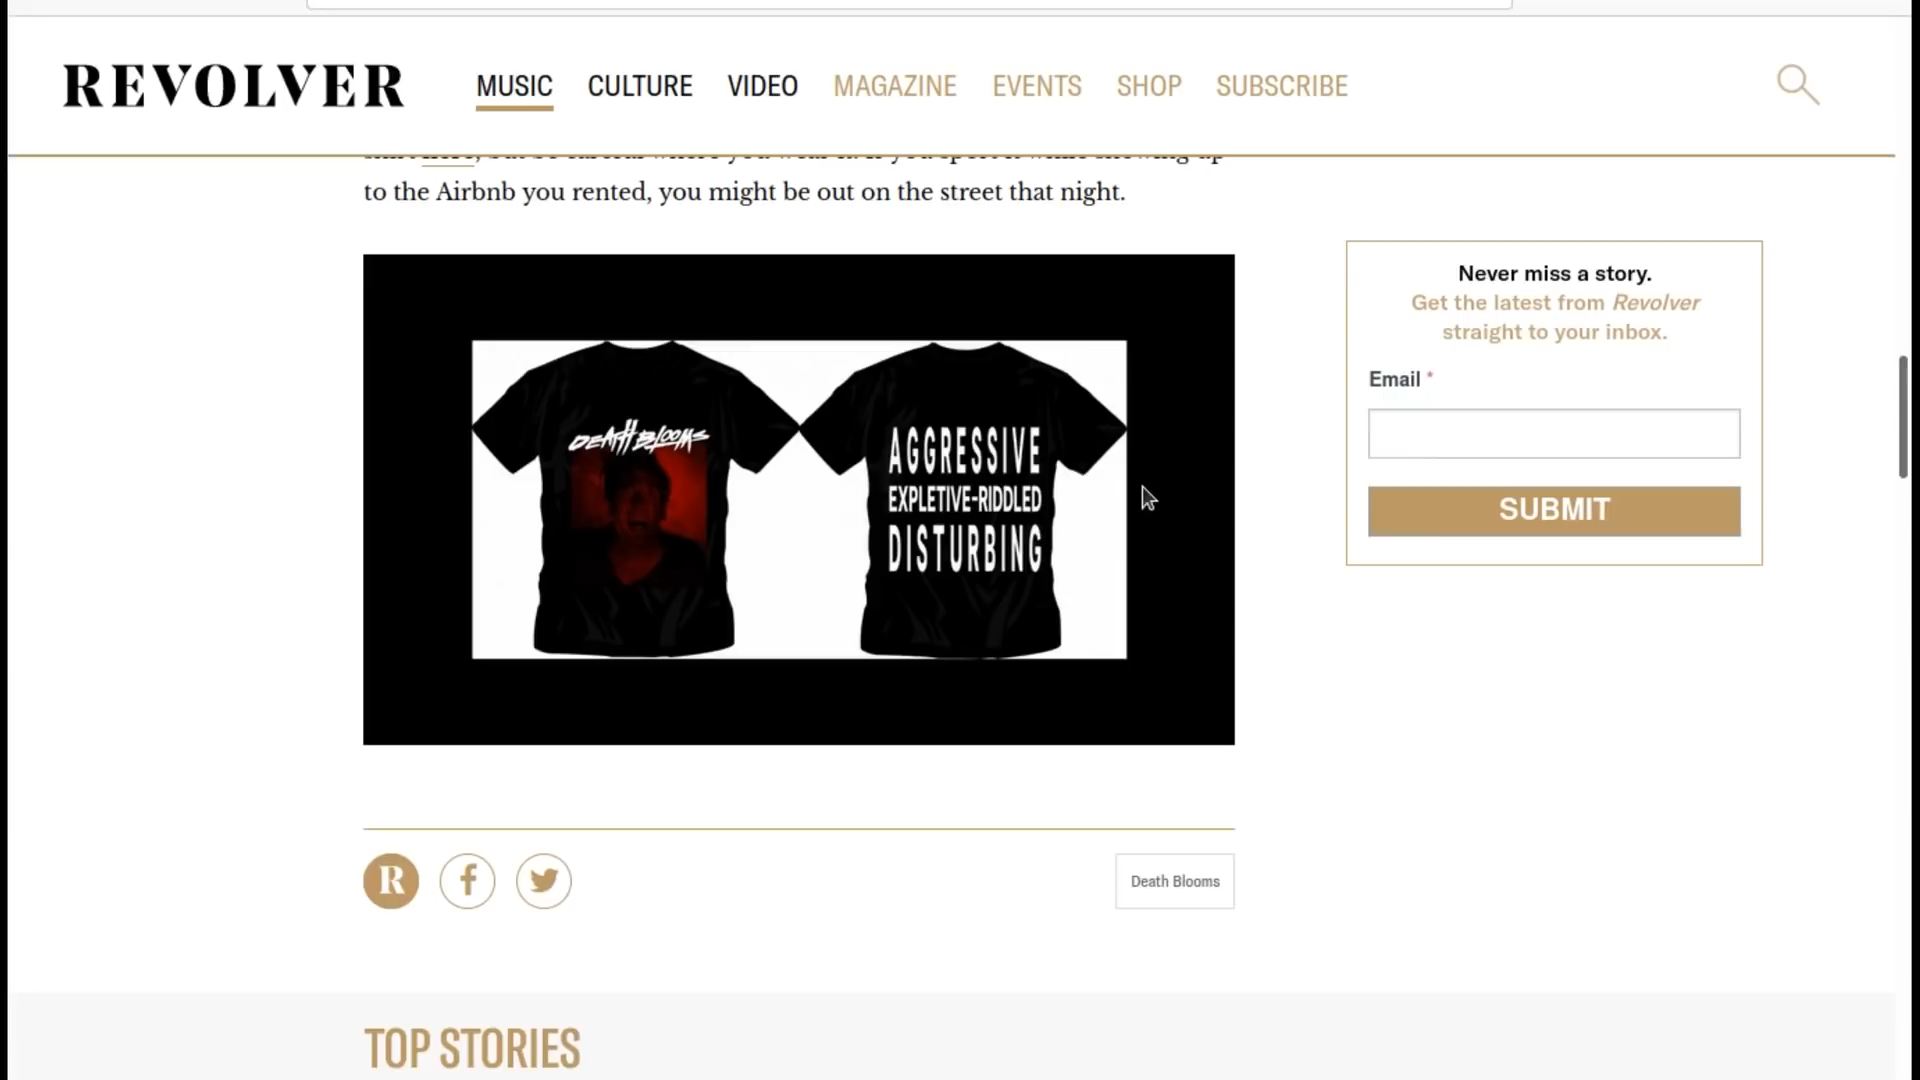 REVOLVER
MUSIC CULTURE VIDEO MAGAZINE EVENTS SHOP SUBSCRIBE
to the Airbnb you rented, you might be out on the street that night.
DEATH BLOOMS
AGGRESSIVE
EXPLETIVE-RIDDLED
DISTURBING
Never miss a story.
Get the latest from Revolver
straight to your inbox.
Email *
SUBMIT
R
Death Blooms
TOP STORIES